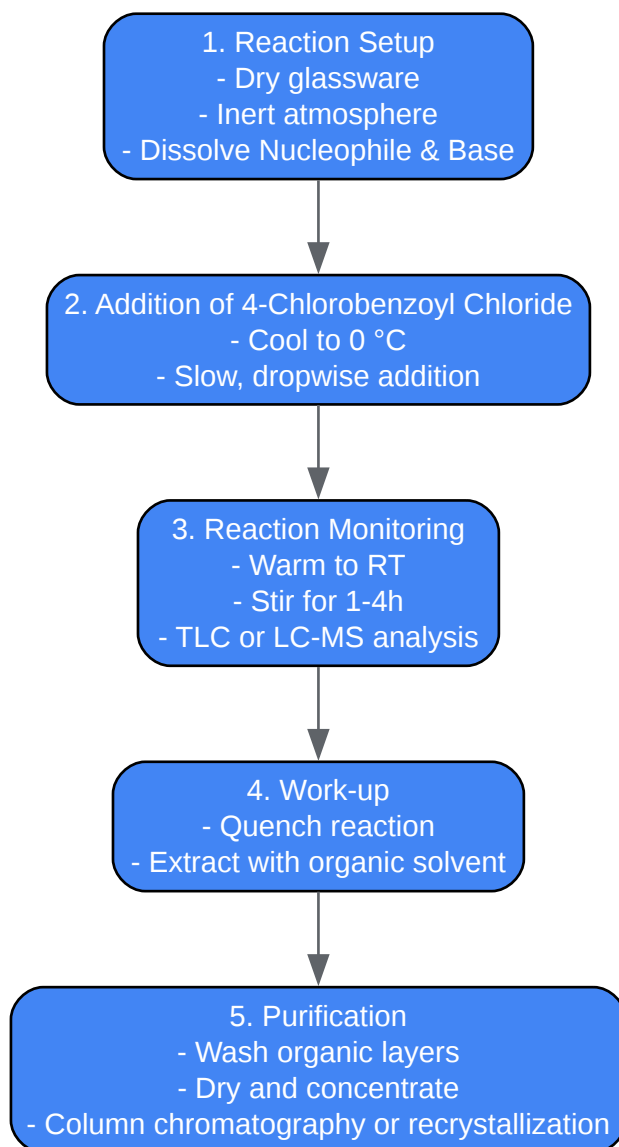 1. Reaction Setup
- Dry glassware
- Inert atmosphere
- Dissolve Nucleophile & Base
2. Addition of 4-Chlorobenzoyl Chloride
- Cool to 0 °C
- Slow, dropwise addition
3. Reaction Monitoring
- Warm to RT
- Stir for 1-4h
- TLC or LC-MS analysis
4. Work-up
- Quench reaction
- Extract with organic solvent
5. Purification
- Wash organic layers
- Dry and concentrate
- Column chromatography or recrystallization